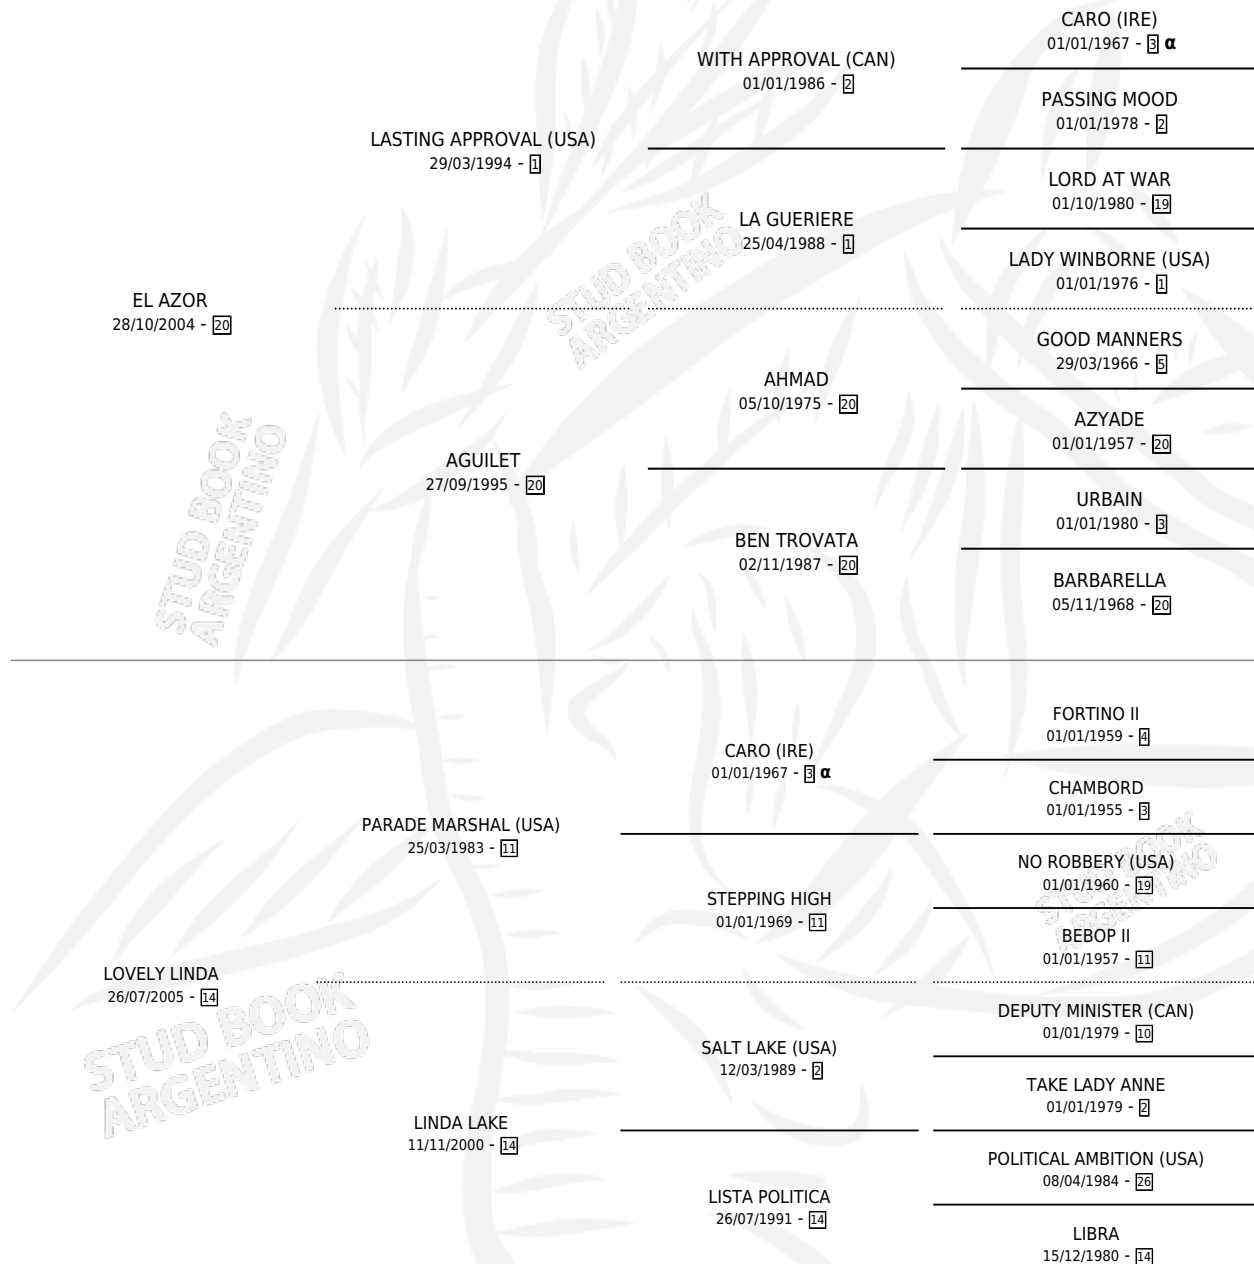 CARO (IRE)
01/01/1967 - 3 α
WITH APPROVAL (CAN)
01/01/1986 - 2
PASSING MOOD
01/01/1978 - 2
LASTING APPROVAL (USA)
29/03/1994 - 1
LORD AT WAR
01/10/1980 - 19
LA GUERIERE
25/04/1988 - 1
LADY WINBORNE (USA)
01/01/1976 - 1
EL AZOR
28/10/2004 - 20
GOOD MANNERS
29/03/1966 - 5
AHMAD
05/10/1975 - 20
AZYADE
01/01/1957 - 20
AGUILET
27/09/1995 - 20
URBAIN
01/01/1980 - 3
BEN TROVATA
02/11/1987 - 20
BARBARELLA
05/11/1968 - 20
STUD BOOK
ARGENTINO
STUD BOOK
ARGENTINO
FORTINO II
01/01/1959 - 4
CARO (IRE)
01/01/1967 - 3 α
CHAMBORD
01/01/1955 - 3
PARADE MARSHAL (USA)
25/03/1983 - 11
NO ROBBERY (USA)
01/01/1960 - 19
STEPPING HIGH
01/01/1969 - 11
BEBOP II
01/01/1957 - 11
LOVELY LINDA
26/07/2005 - 14
DEPUTY MINISTER (CAN)
01/01/1979 - 10
SALT LAKE (USA)
12/03/1989 - 2
TAKE LADY ANNE
01/01/1979 - 2
LINDA LAKE
11/11/2000 - 14
POLITICAL AMBITION (USA)
08/04/1984 - 26
LISTA POLITICA
26/07/1991 - 14
LIBRA
15/12/1980 - 14
STUD BOOK
ARGENTINO
STUD BOOK
ARGENTINO